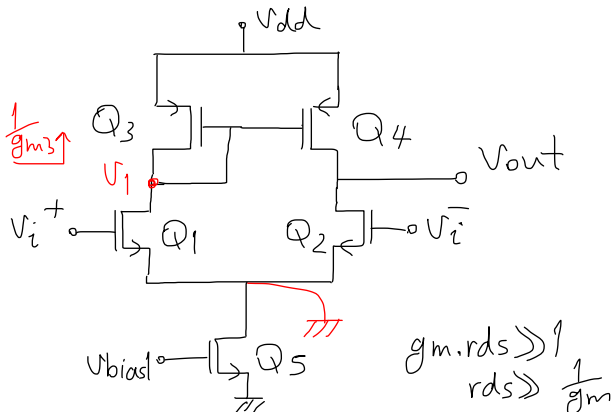 Vdd
1/gm3
Q3
Q4
V1
Vout
Vi+
Q1
Q2
Vi-
Vbias1
Q5
gm.rds≫1
rds≫ 1/gm